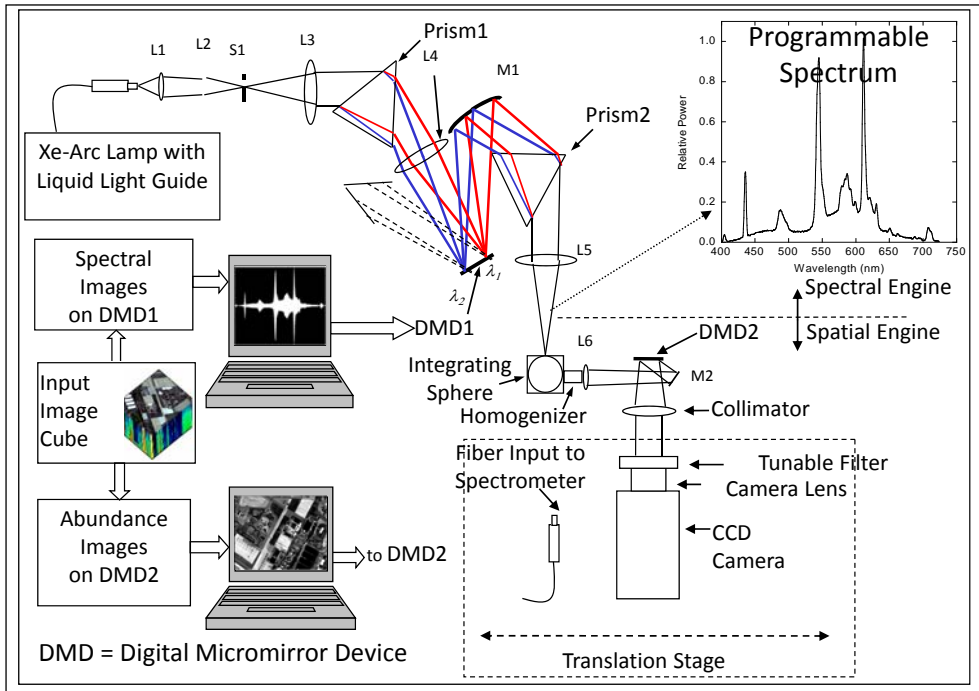 L1
L2
S1
L3
Prism1
L4
M1
Prism2
Xe-Arc Lamp with
Liquid Light Guide
Programmable
Spectrum
Relative Power
1.0
0.8
0.6
0.4
0.2
0.0
400 450 500 550 600 650 700 750
Wavelength (nm)
Spectral Engine
Spatial Engine
L5
λ1
λ2
DMD1
Spectral
Images
on DMD1
Input
Image
Cube
Abundance
Images
on DMD2
to DMD2
Integrating
Sphere
Homogenizer
L6
DMD2
M2
Collimator
Fiber Input to
Spectrometer
Tunable Filter
Camera Lens
CCD
Camera
Translation Stage
DMD = Digital Micromirror Device